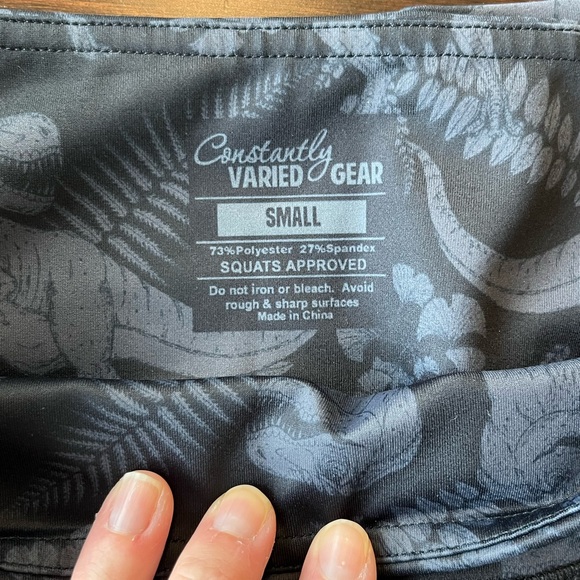 Constantly
VARIED GEAR
SMALL
73%Polyester 27%Spandex
SQUATS APPROVED
Do not iron or bleach. Avoid
rough & sharp surfaces
Made in China